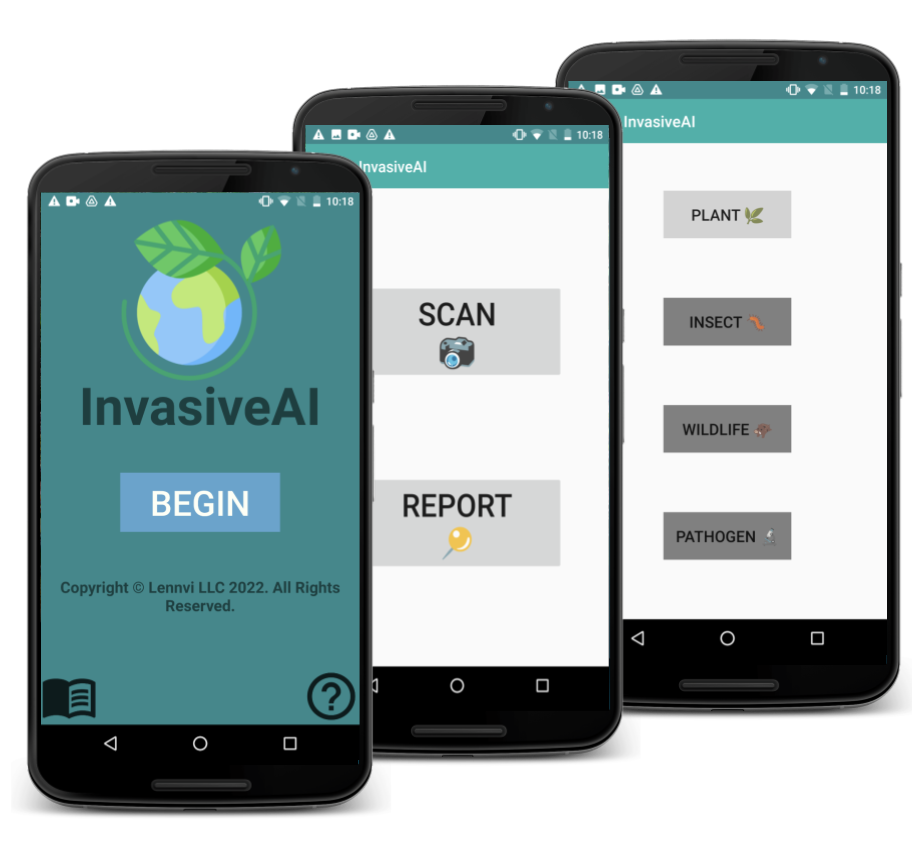 10:18
InvasiveAI
BEGIN
Copyright © Lennvi LLC 2022. All Rights
Reserved.
10:18
InvasiveAI
SCAN
REPORT
10:18
InvasiveAI
PLANT
INSECT
WILDLIFE
PATHOGEN